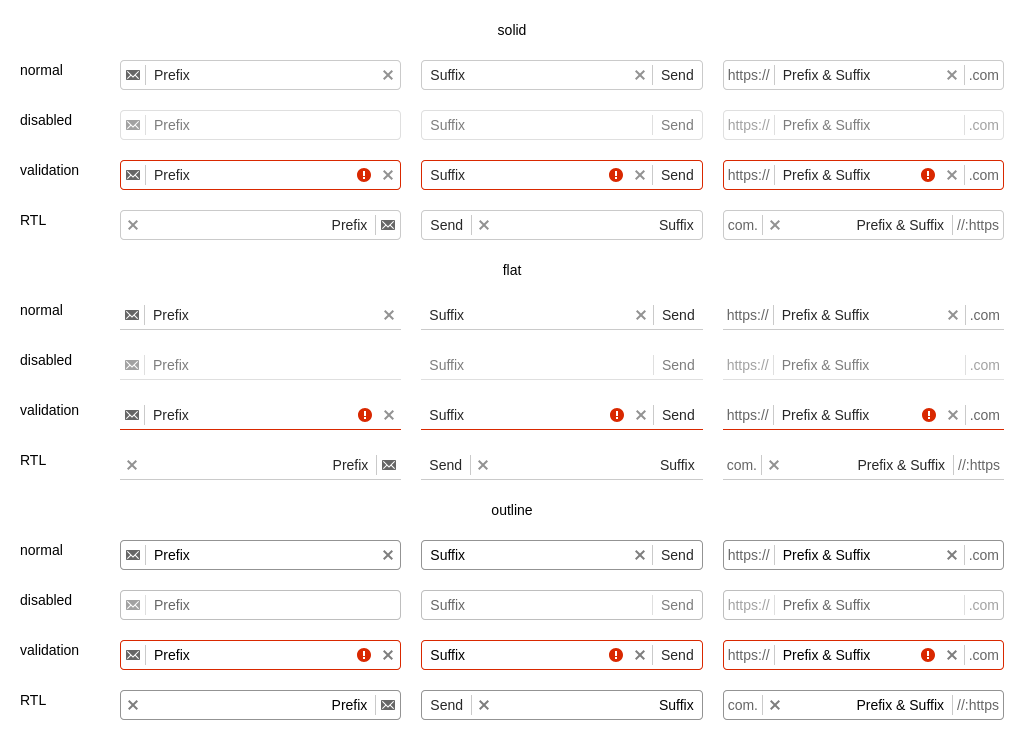 solid
normal Prefix Suffix Send https:// Prefix & Suffix .com
disabled Prefix Suffix Send https:// Prefix & Suffix .com
validation Prefix Suffix Send https:// Prefix & Suffix .com
RTL Prefix Send Suffix com. Prefix & Suffix //:https
flat
normal Prefix Suffix Send https:// Prefix & Suffix .com
disabled Prefix Suffix Send https:// Prefix & Suffix .com
validation Prefix Suffix Send https:// Prefix & Suffix .com
RTL Prefix Send Suffix com. Prefix & Suffix //:https
outline
normal Prefix Suffix Send https:// Prefix & Suffix .com
disabled Prefix Suffix Send https:// Prefix & Suffix .com
validation Prefix Suffix Send https:// Prefix & Suffix .com
RTL Prefix Send Suffix com. Prefix & Suffix //:https